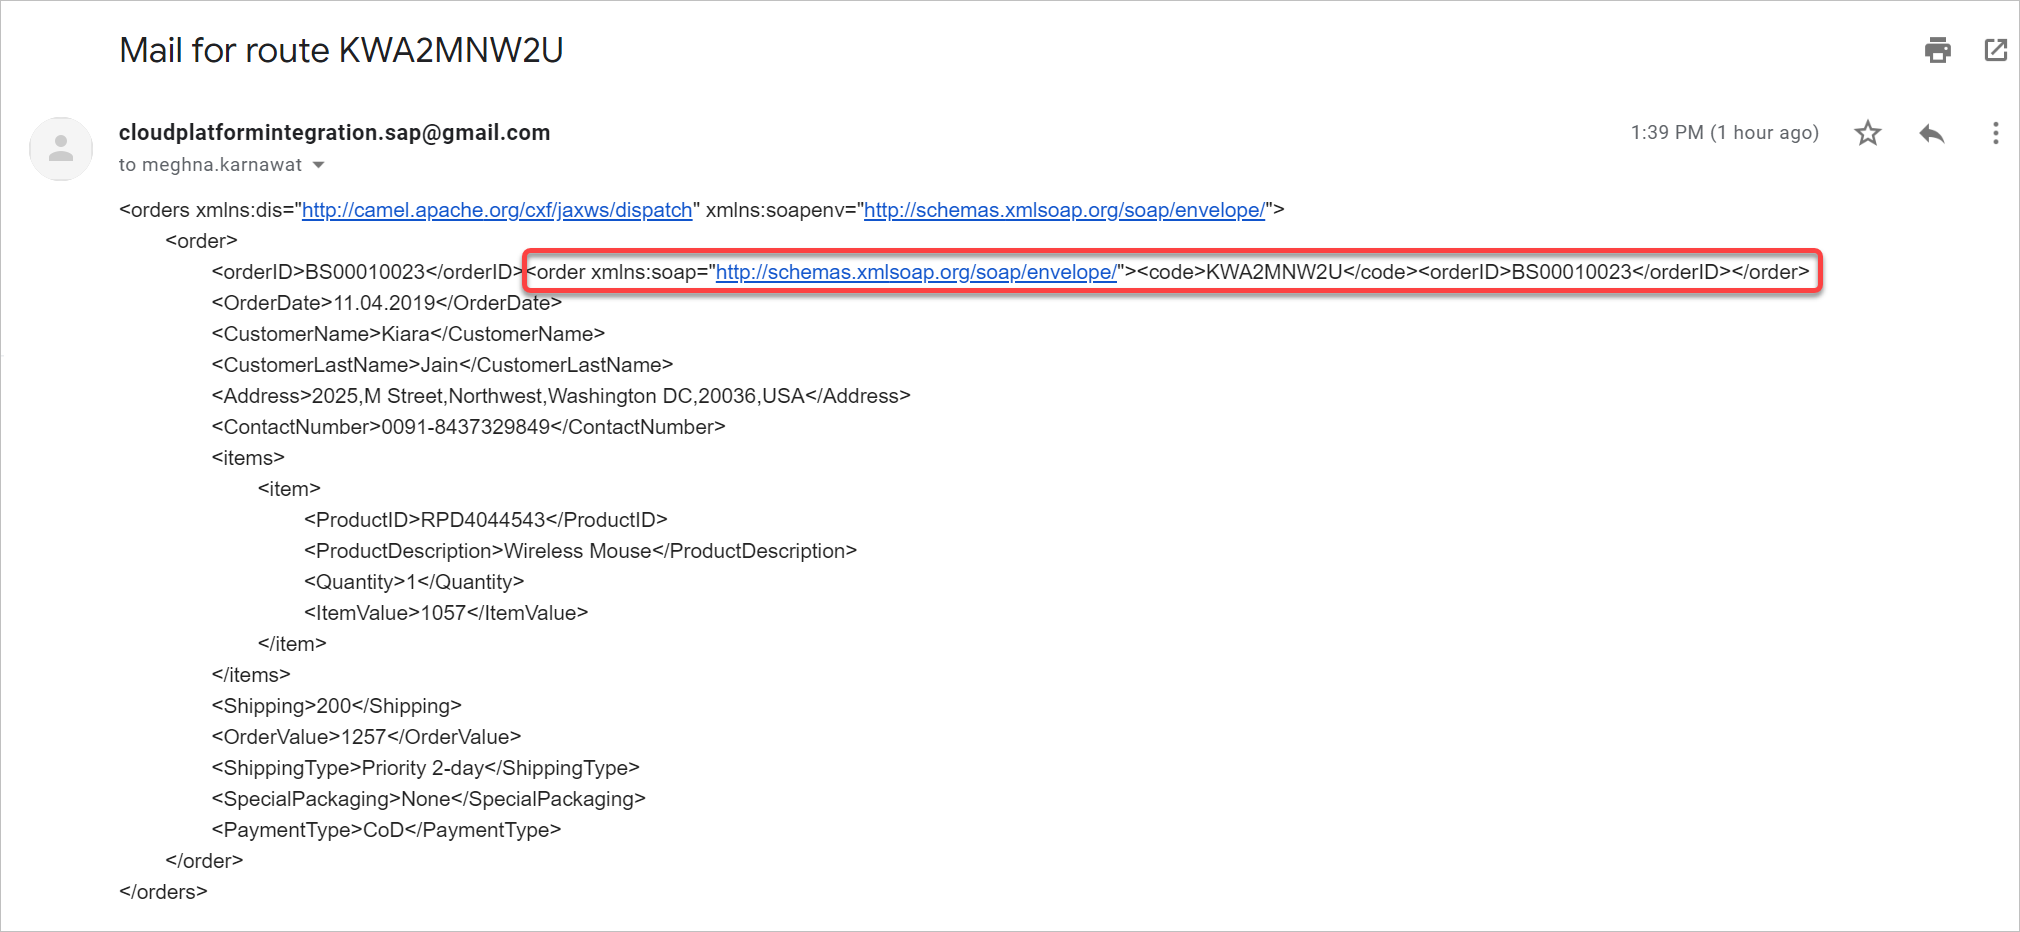 Mail for route KWA2MNW2U
cloudplatformintegration.sap@gmail.com
1:39 PM (1 hour ago)
to meghna.karnawat
<orders xmlns:dis="http://camel.apache.org/cxf/jaxws/dispatch" xmlns:soapenv="http://schemas.xmlsoap.org/soap/envelope/">
<order>
<orderID>BS00010023</orderID><order xmlns:soap="http://schemas.xmlsoap.org/soap/envelope/"><code>KWA2MNW2U</code><orderID>BS00010023</orderID></order>
<OrderDate>11.04.2019</OrderDate>
<CustomerName>Kiara</CustomerName>
<CustomerLastName>Jain</CustomerLastName>
<Address>2025,M Street,Northwest,Washington DC,20036,USA</Address>
<ContactNumber>0091-8437329849</ContactNumber>
<items>
<item>
<ProductID>RPD4044543</ProductID>
<ProductDescription>Wireless Mouse</ProductDescription>
<Quantity>1</Quantity>
<ItemValue>1057</ItemValue>
</item>
</items>
<Shipping>200</Shipping>
<OrderValue>1257</OrderValue>
<ShippingType>Priority 2-day</ShippingType>
<SpecialPackaging>None</SpecialPackaging>
<PaymentType>CoD</PaymentType>
</order>
</orders>